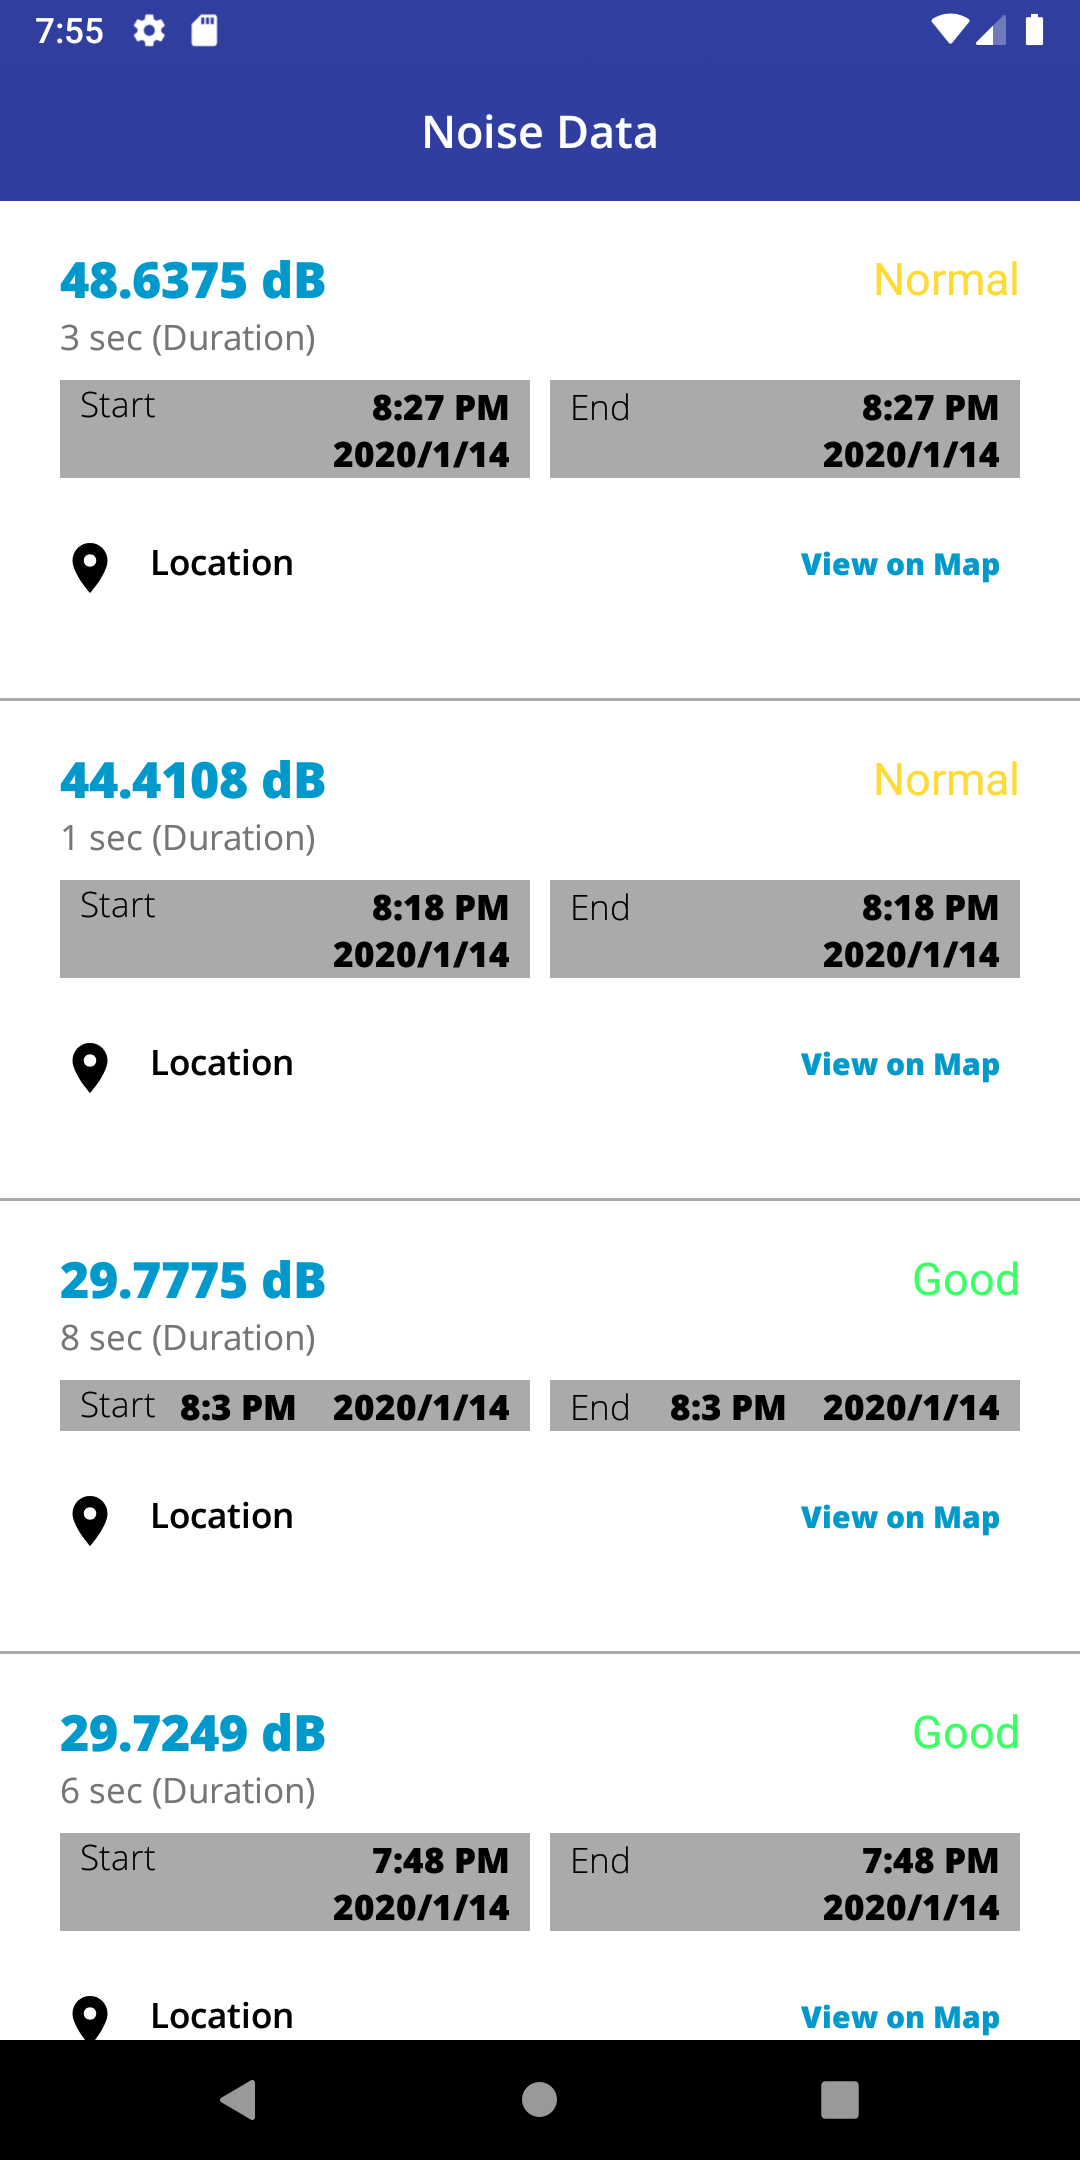 7:55
Noise Data
48.6375 dB Normal
3 sec (Duration)
Start 8:27 PM End 8:27 PM
2020/1/14 2020/1/14
Location View on Map
44.4108 dB Normal
1 sec (Duration)
Start 8:18 PM End 8:18 PM
2020/1/14 2020/1/14
Location View on Map
29.7775 dB Good
8 sec (Duration)
Start 8:3 PM 2020/1/14 End 8:3 PM 2020/1/14
Location View on Map
29.7249 dB Good
6 sec (Duration)
Start 7:48 PM End 7:48 PM
2020/1/14 2020/1/14
Location View on Map